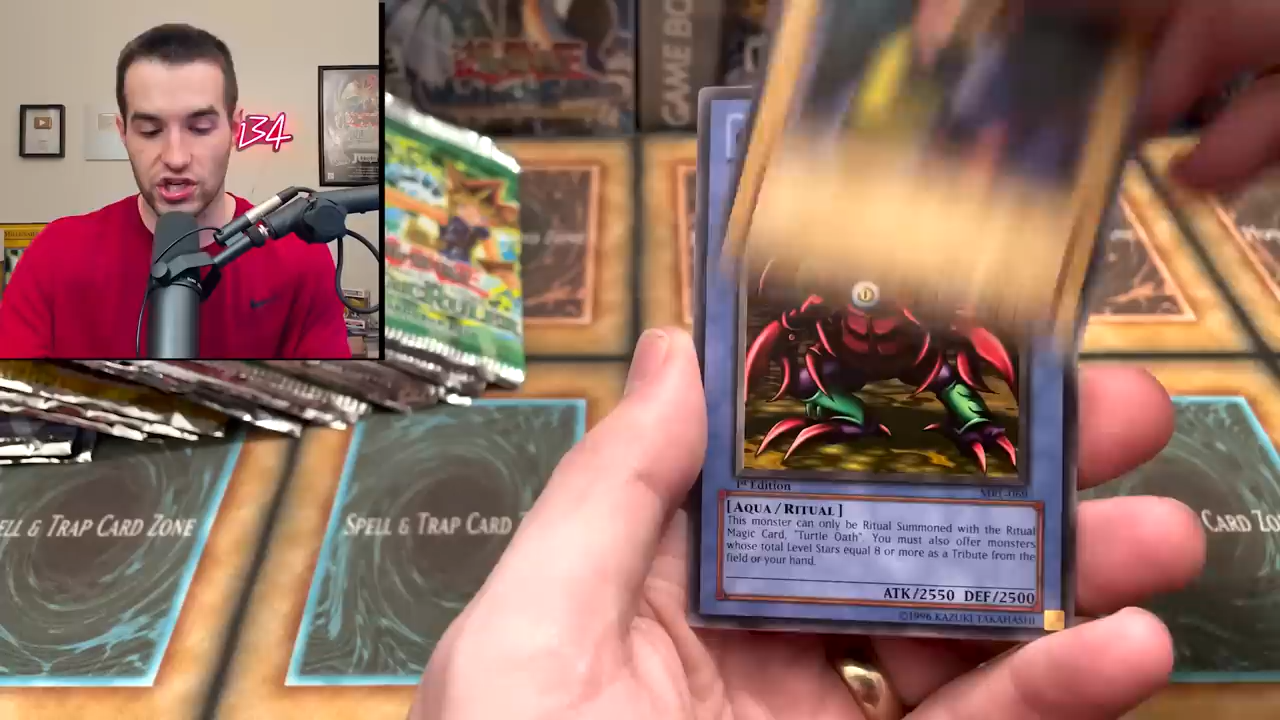 134
GAME BO
SPELL & TRAP CARD ZONE
SPELL & TRAP CARD
CARD ZO
1st Edition
[AQUA/RITUAL]
This monster can only be Ritual Summoned with the Ritual
Magic Card, "Turtle Oath". You must also offer monsters
whose total Level Stars equal 8 or more as a Tribute from the
field or your hand.
ATK/2550 DEF/2500
©1996 KAZUKI TAKAHASHI